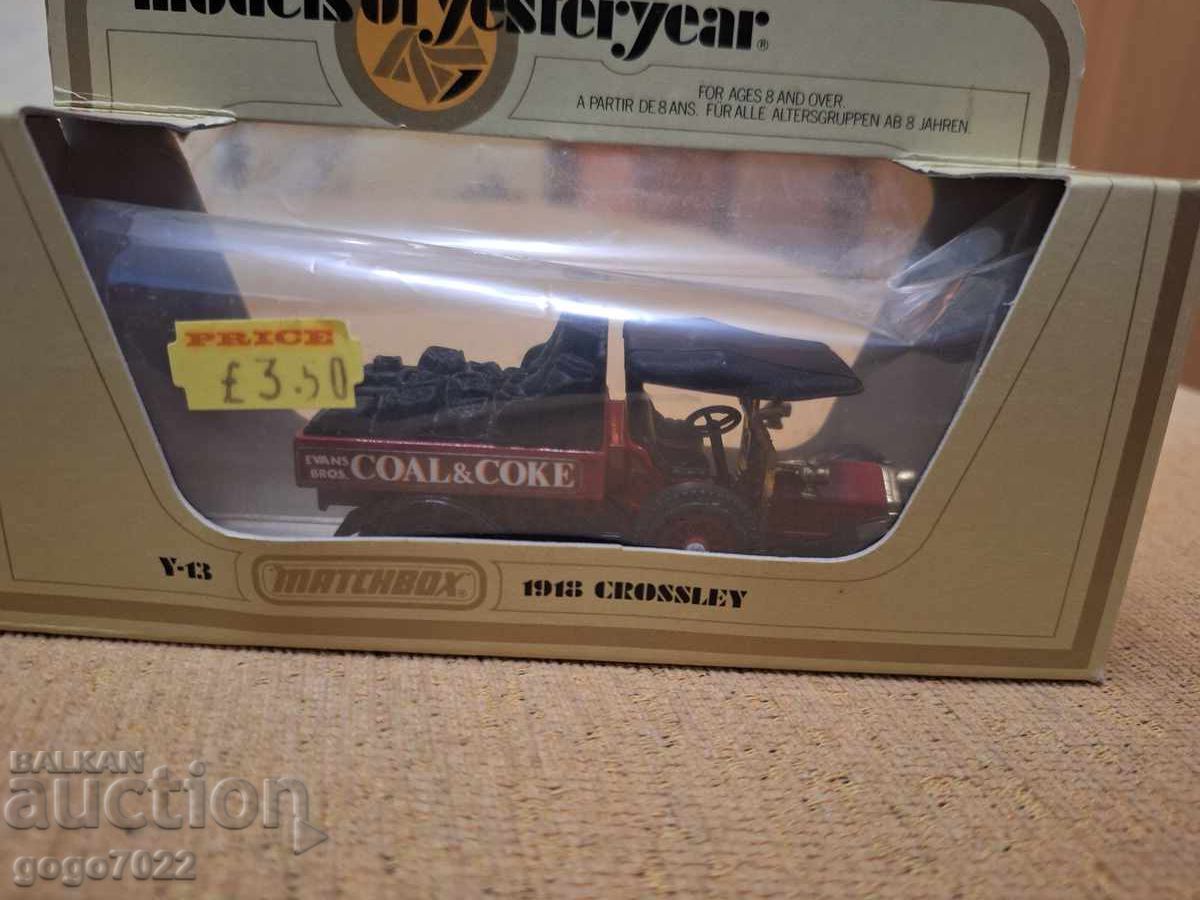 models of yesteryear®
FOR AGES 8 AND OVER.
A PARTIR DE 8 ANS. FÜR ALLE ALTERSGRUPPEN AB 8 JAHREN.
PRICE
£3.50
EVANS BROS. COAL & COKE
Y-13 MATCHBOX® 1918 CROSSLEY
BALKAN
auction
gogo7022